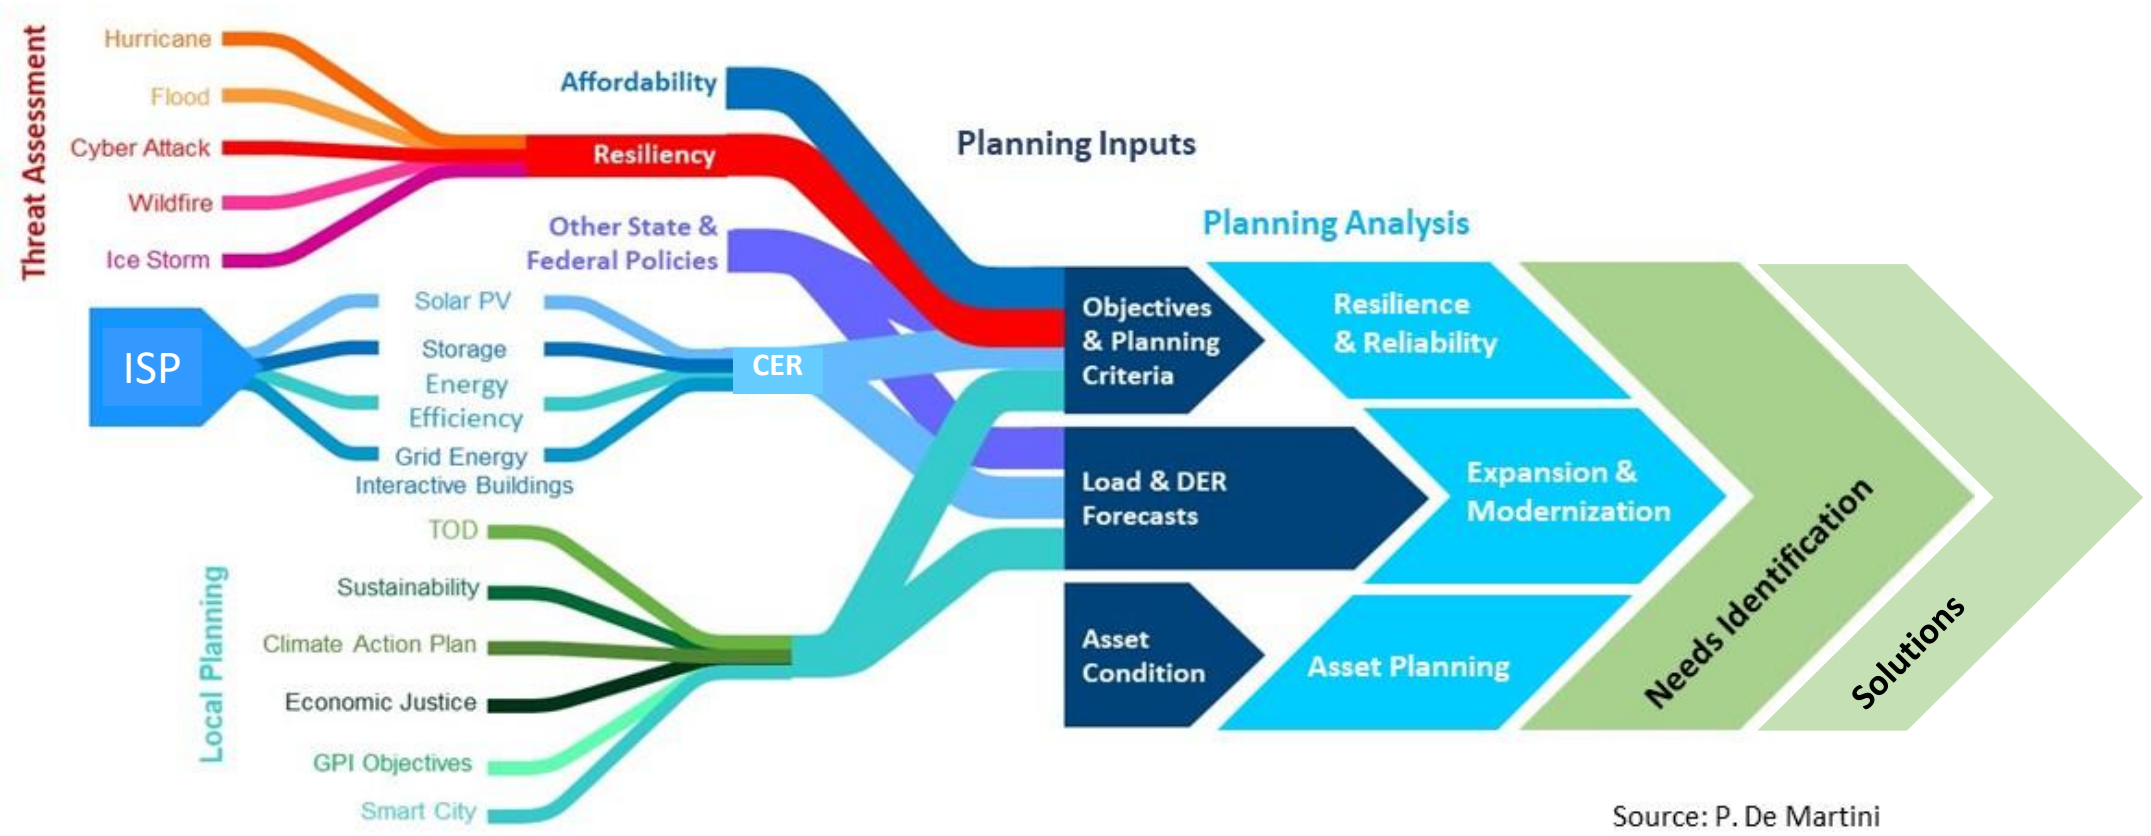 Threat Assessment
Hurricane
Flood
Cyber Attack
Wildfire
Ice Storm
Affordability
Resiliency
Other State &
Federal Policies
ISP
Solar PV
Storage
Energy
Efficiency
Grid Energy
Interactive Buildings
CER
Local Planning
TOD
Sustainability
Climate Action Plan
Economic Justice
GPI Objectives
Smart City
Planning Inputs
Objectives
& Planning
Criteria
Load & DER
Forecasts
Asset
Condition
Planning Analysis
Resilience
& Reliability
Expansion &
Modernization
Asset Planning
Needs Identification
Solutions
Source: P. De Martini